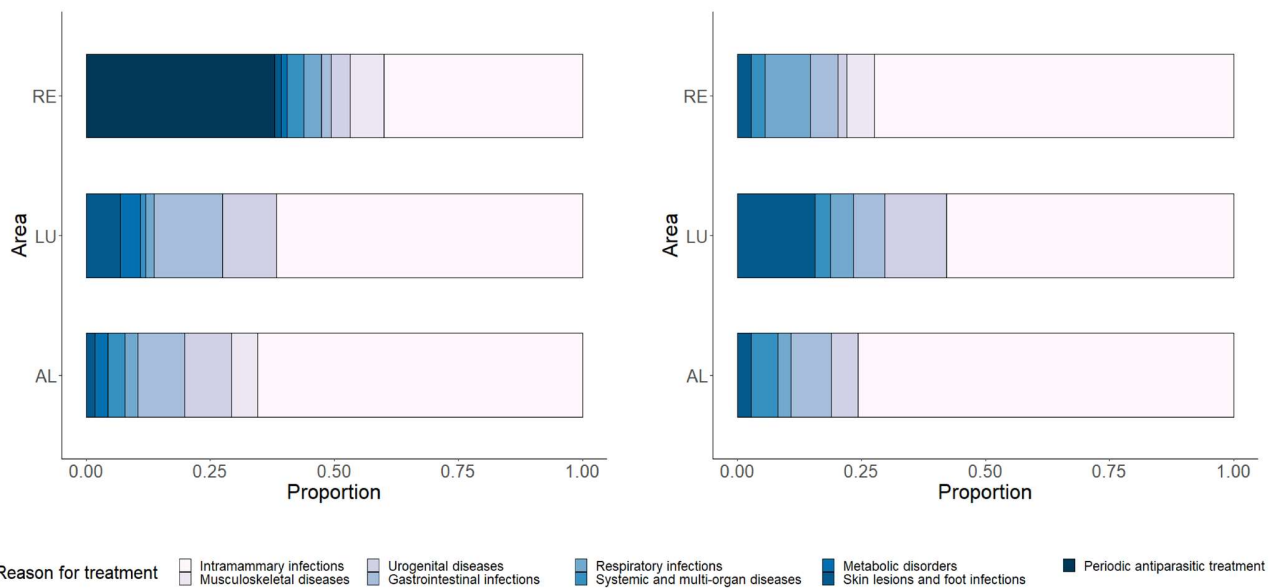 RE
LU
AL
Area
0.00 0.25 0.50 0.75 1.00
Proportion
RE
LU
AL
Area
0.00 0.25 0.50 0.75 1.00
Proportion
Reason for treatment
Intramammary infections
Musculoskeletal diseases
Urogenital diseases
Gastrointestinal infections
Respiratory infections
Systemic and multi-organ diseases
Metabolic disorders
Skin lesions and foot infections
Periodic antiparasitic treatment